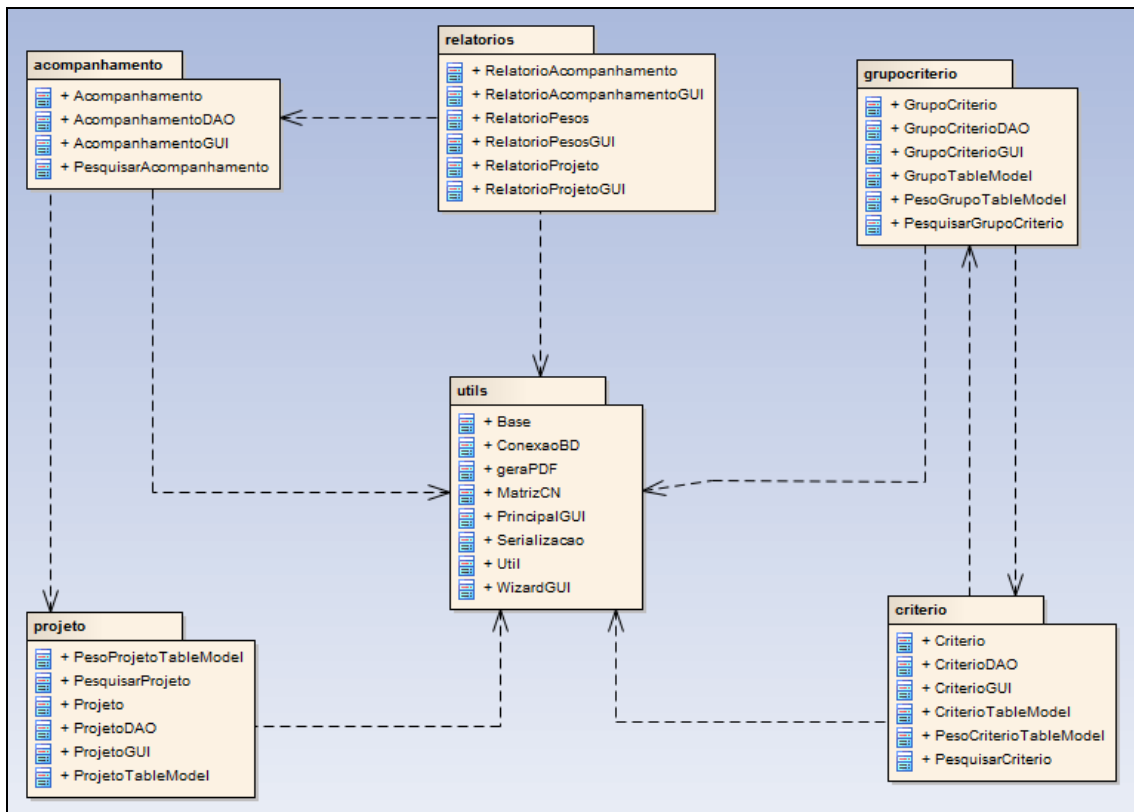 acompanhamento
+ Acompanhamento
+ AcompanhamentoDAO
+ AcompanhamentoGUI
+ PesquisarAcompanhamento
relatorios
+ RelatorioAcompanhamento
+ RelatorioAcompanhamentoGUI
+ RelatorioPesos
+ RelatorioPesosGUI
+ RelatorioProjeto
+ RelatorioProjetoGUI
grupocriterio
+ GrupoCriterio
+ GrupoCriterioDAO
+ GrupoCriterioGUI
+ GrupoTableModel
+ PesoGrupoTableModel
+ PesquisarGrupoCriterio
utils
+ Base
+ ConexaoBD
+ geraPDF
+ MatrizCN
+ PrincipalGUI
+ Serializacao
+ Util
+ WizardGUI
projeto
+ PesoProjetoTableModel
+ PesquisarProjeto
+ Projeto
+ ProjetoDAO
+ ProjetoGUI
+ ProjetoTableModel
criterio
+ Criterio
+ CriterioDAO
+ CriterioGUI
+ CriterioTableModel
+ PesoCriterioTableModel
+ PesquisarCriterio